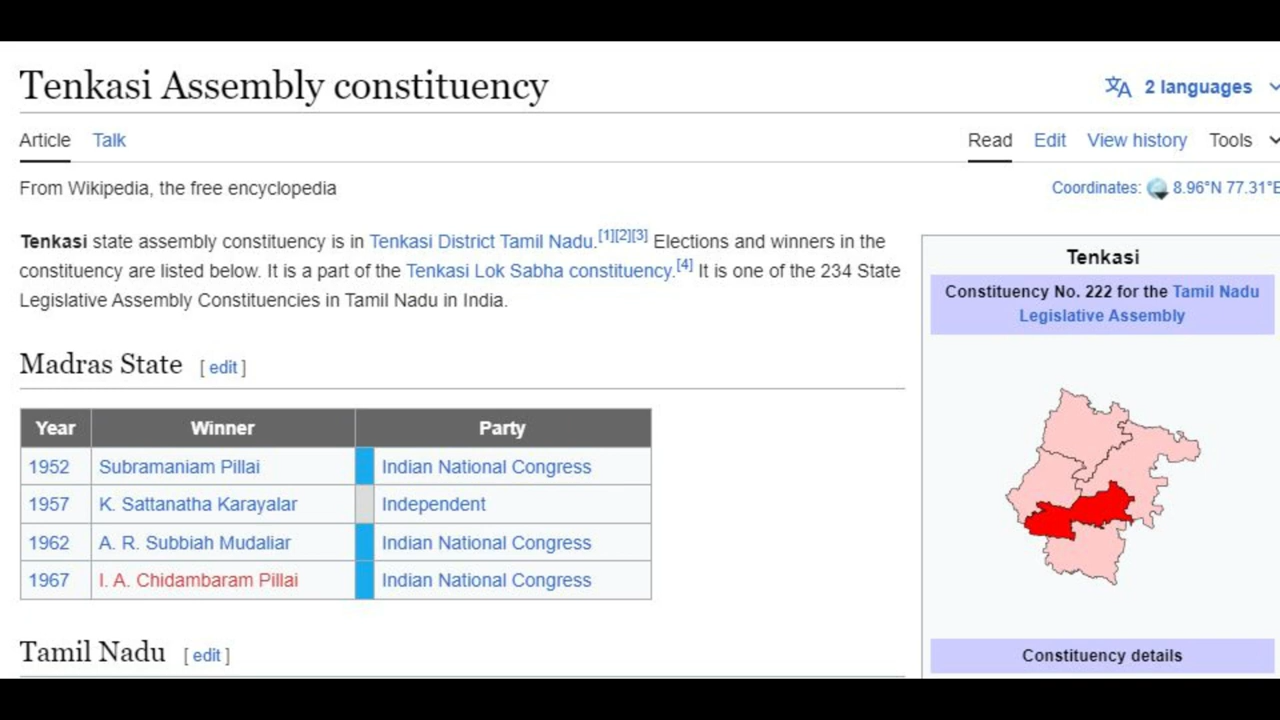 Tenkasi Assembly constituency
2 languages
Article Talk
Read Edit View history Tools
From Wikipedia, the free encyclopedia
Coordinates: 8.96°N 77.31°E
Tenkasi state assembly constituency is in Tenkasi District Tamil Nadu.[1][2][3] Elections and winners in the
constituency are listed below. It is a part of the Tenkasi Lok Sabha constituency.[4] It is one of the 234 State
Legislative Assembly Constituencies in Tamil Nadu in India.
Madras State [ edit ]
Year Winner Party
1952 Subramaniam Pillai Indian National Congress
1957 K. Sattanatha Karayalar Independent
1962 A. R. Subbiah Mudaliar Indian National Congress
1967 I. A. Chidambaram Pillai Indian National Congress
Tamil Nadu [ edit ]
Tenkasi
Constituency No. 222 for the Tamil Nadu
Legislative Assembly
Constituency details